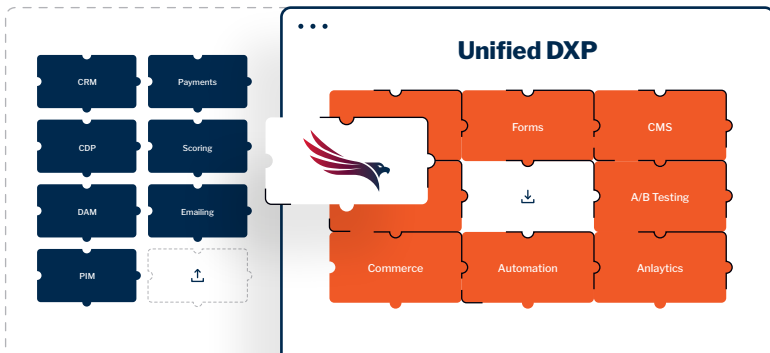 Unified DXP
CRM
Payments
CDP
Scoring
DAM
Emailing
PIM
Forms
CMS
A/B Testing
Commerce
Automation
Anlaytics